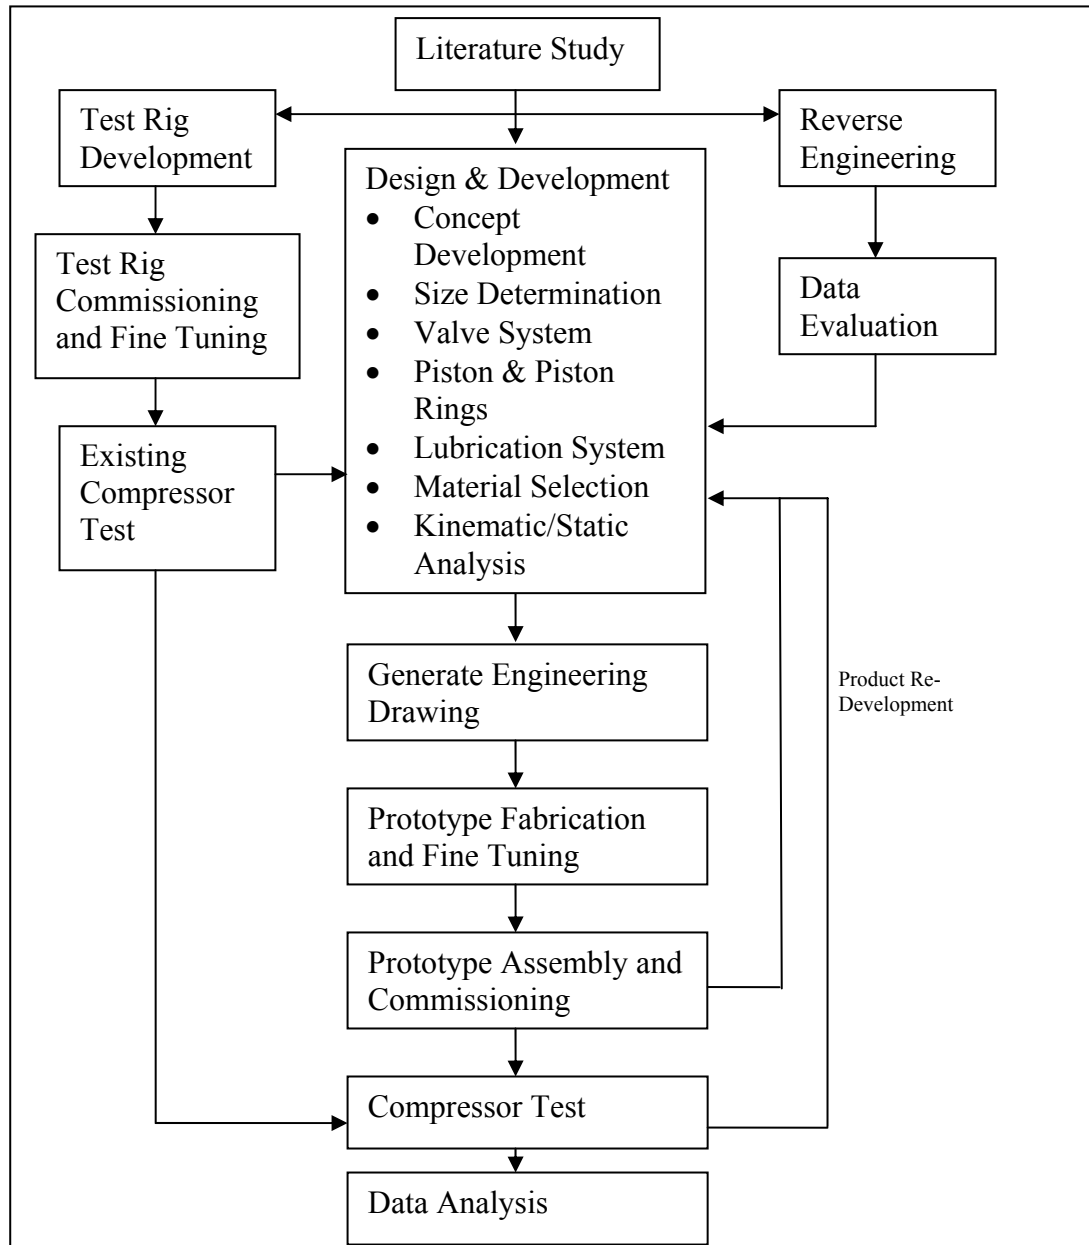 Literature Study
Test Rig
Development
Reverse
Engineering
Design & Development
• Concept
Development
• Size Determination
• Valve System
• Piston & Piston
Rings
• Lubrication System
• Material Selection
• Kinematic/Static
Analysis
Test Rig
Commissioning
and Fine Tuning
Data
Evaluation
Existing
Compressor
Test
Generate Engineering
Drawing
Product Re-
Development
Prototype Fabrication
and Fine Tuning
Prototype Assembly and
Commissioning
Compressor Test
Data Analysis